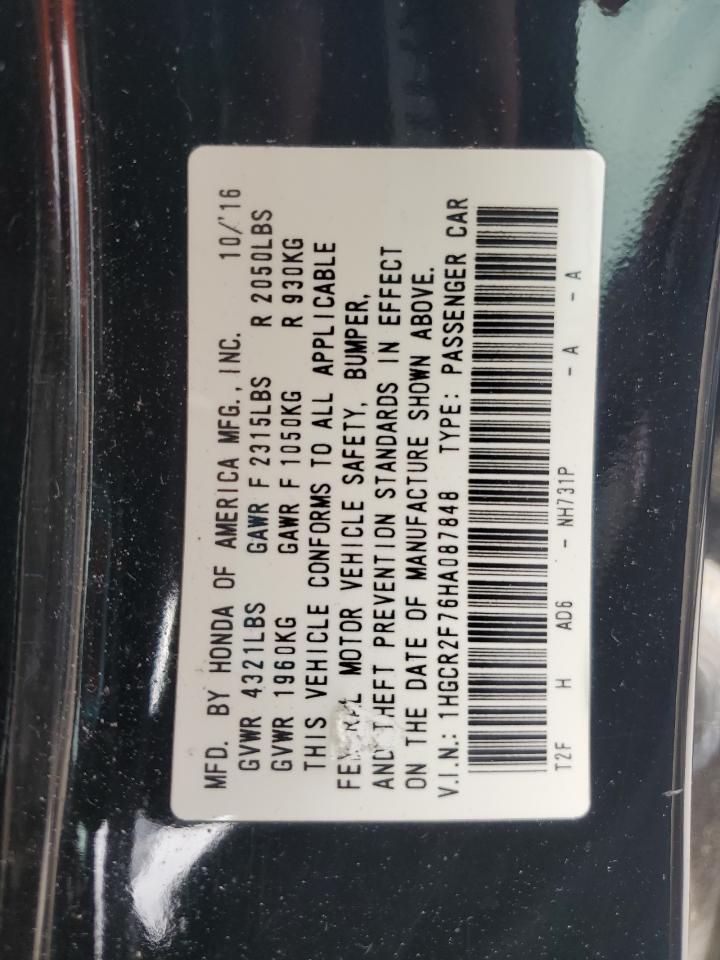 MFD. BY HONDA OF AMERICA MFG., INC. 10/'16
GVWR 4321LBS GAWR F 2315LBS R 2050LBS
GVWR 1960KG GAWR F 1050KG R 930KG
THIS VEHICLE CONFORMS TO ALL APPLICABLE
MOTOR VEHICLE SAFETY, BUMPER,
AND THEFT PREVENTION STANDARDS IN EFFECT
ON THE DATE OF MANUFACTURE SHOWN ABOVE.
V.I.N.: 1HGCR2F76HA087848 TYPE: PASSENGER CAR
T2F H AD6 - NH731P - A - A